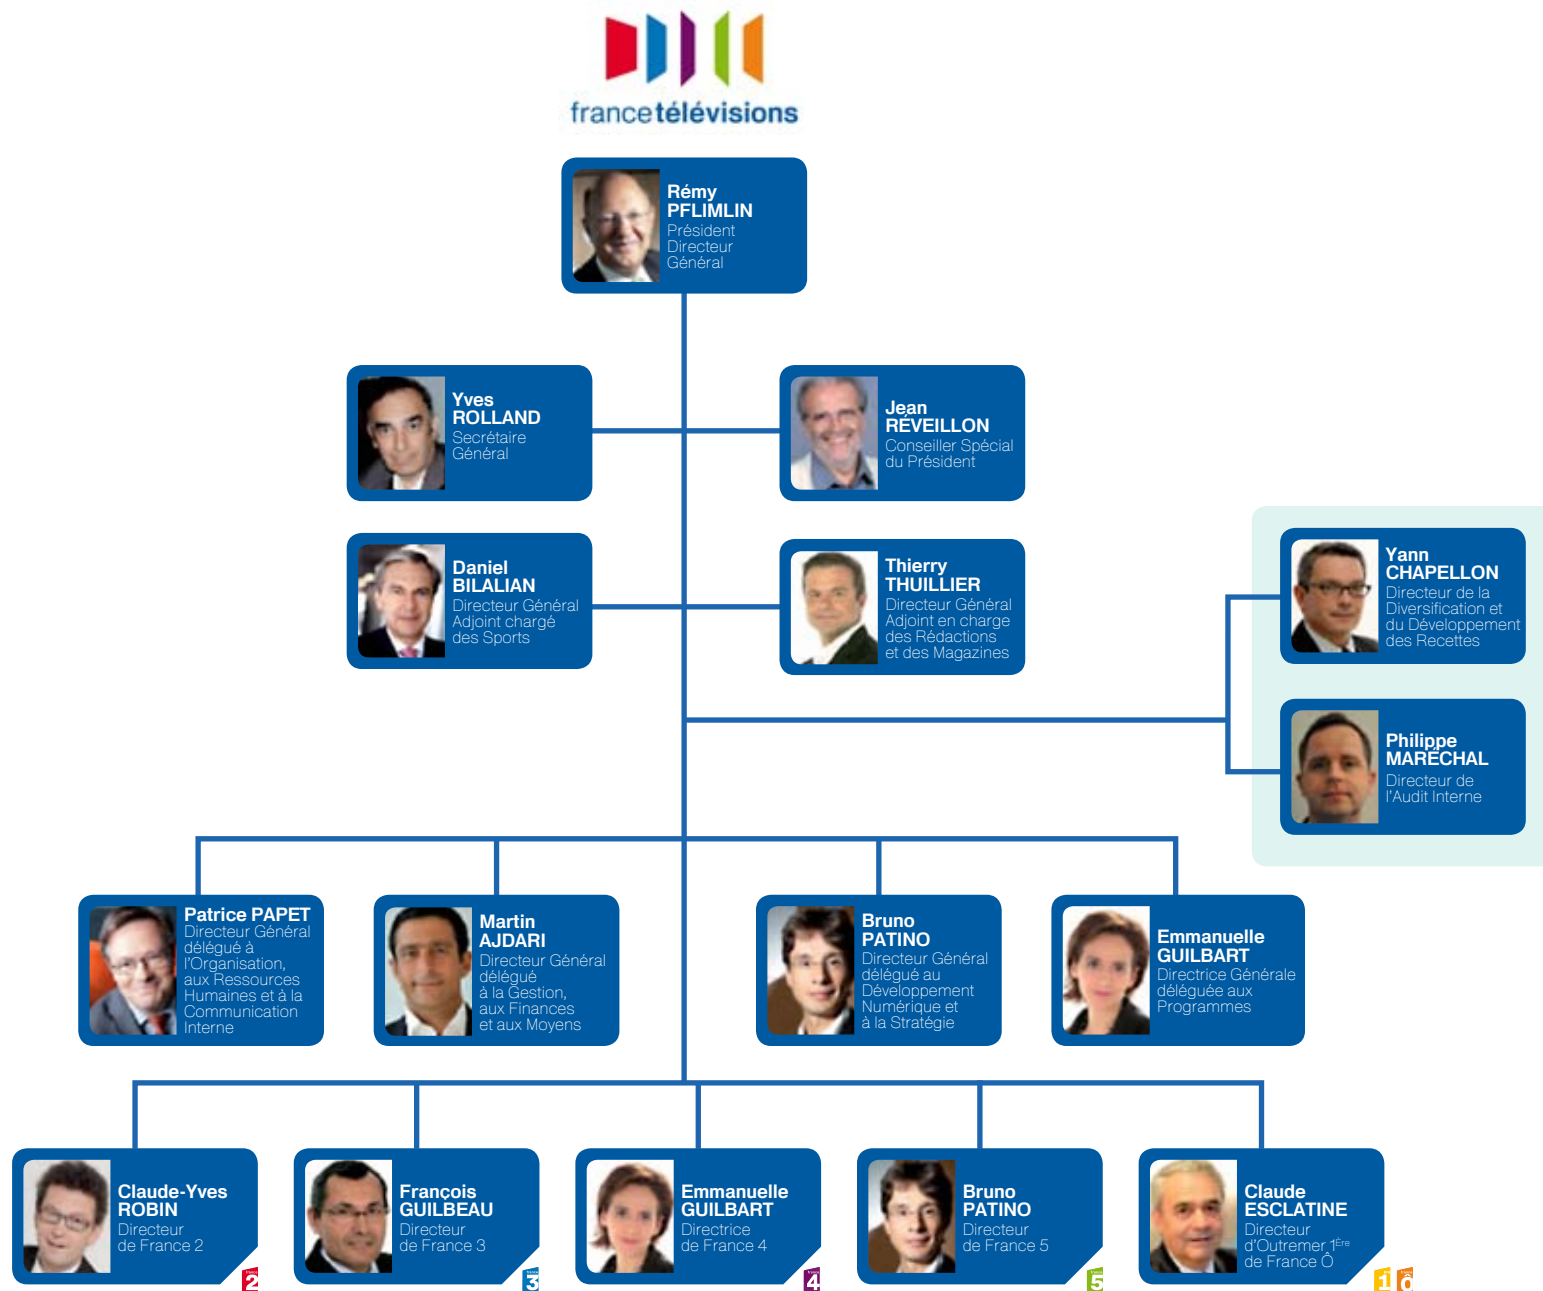 francetélévisions
Rémy
PFLIMLIN
Président
Directeur
Général
Yves
ROLLAND
Secrétaire
Général
Jean
RÉVEILLON
Conseiller Spécial
du Président
Daniel
BILALIAN
Directeur Général
Adjoint chargé
des Sports
Thierry
THUILLIER
Directeur Général
Adjoint en charge
des Rédactions
et des Magazines
Yann
CHAPELLON
Directeur de la
Diversification et
du Développement
des Recettes
Philippe
MARÉCHAL
Directeur de
l'Audit Interne
Patrice PAPET
Directeur Général
délégué à
l'Organisation,
aux Ressources
Humaines et à la
Communication
Interne
Martin
AJDARI
Directeur Général
délégué
à la Gestion,
aux Finances
et aux Moyens
Bruno
PATINO
Directeur Général
délégué au
Développement
Numérique et
à la Stratégie
Emmanuelle
GUILBART
Directrice Générale
déléguée aux
Programmes
Claude-Yves
ROBIN
Directeur
de France 2
2
François
GUILBEAU
Directeur
de France 3
3
Emmanuelle
GUILBART
Directrice
de France 4
4
Bruno
PATINO
Directeur
de France 5
5
Claude
ESCLATINE
Directeur
d'Outremer 1Ère
de France Ô
1 ô